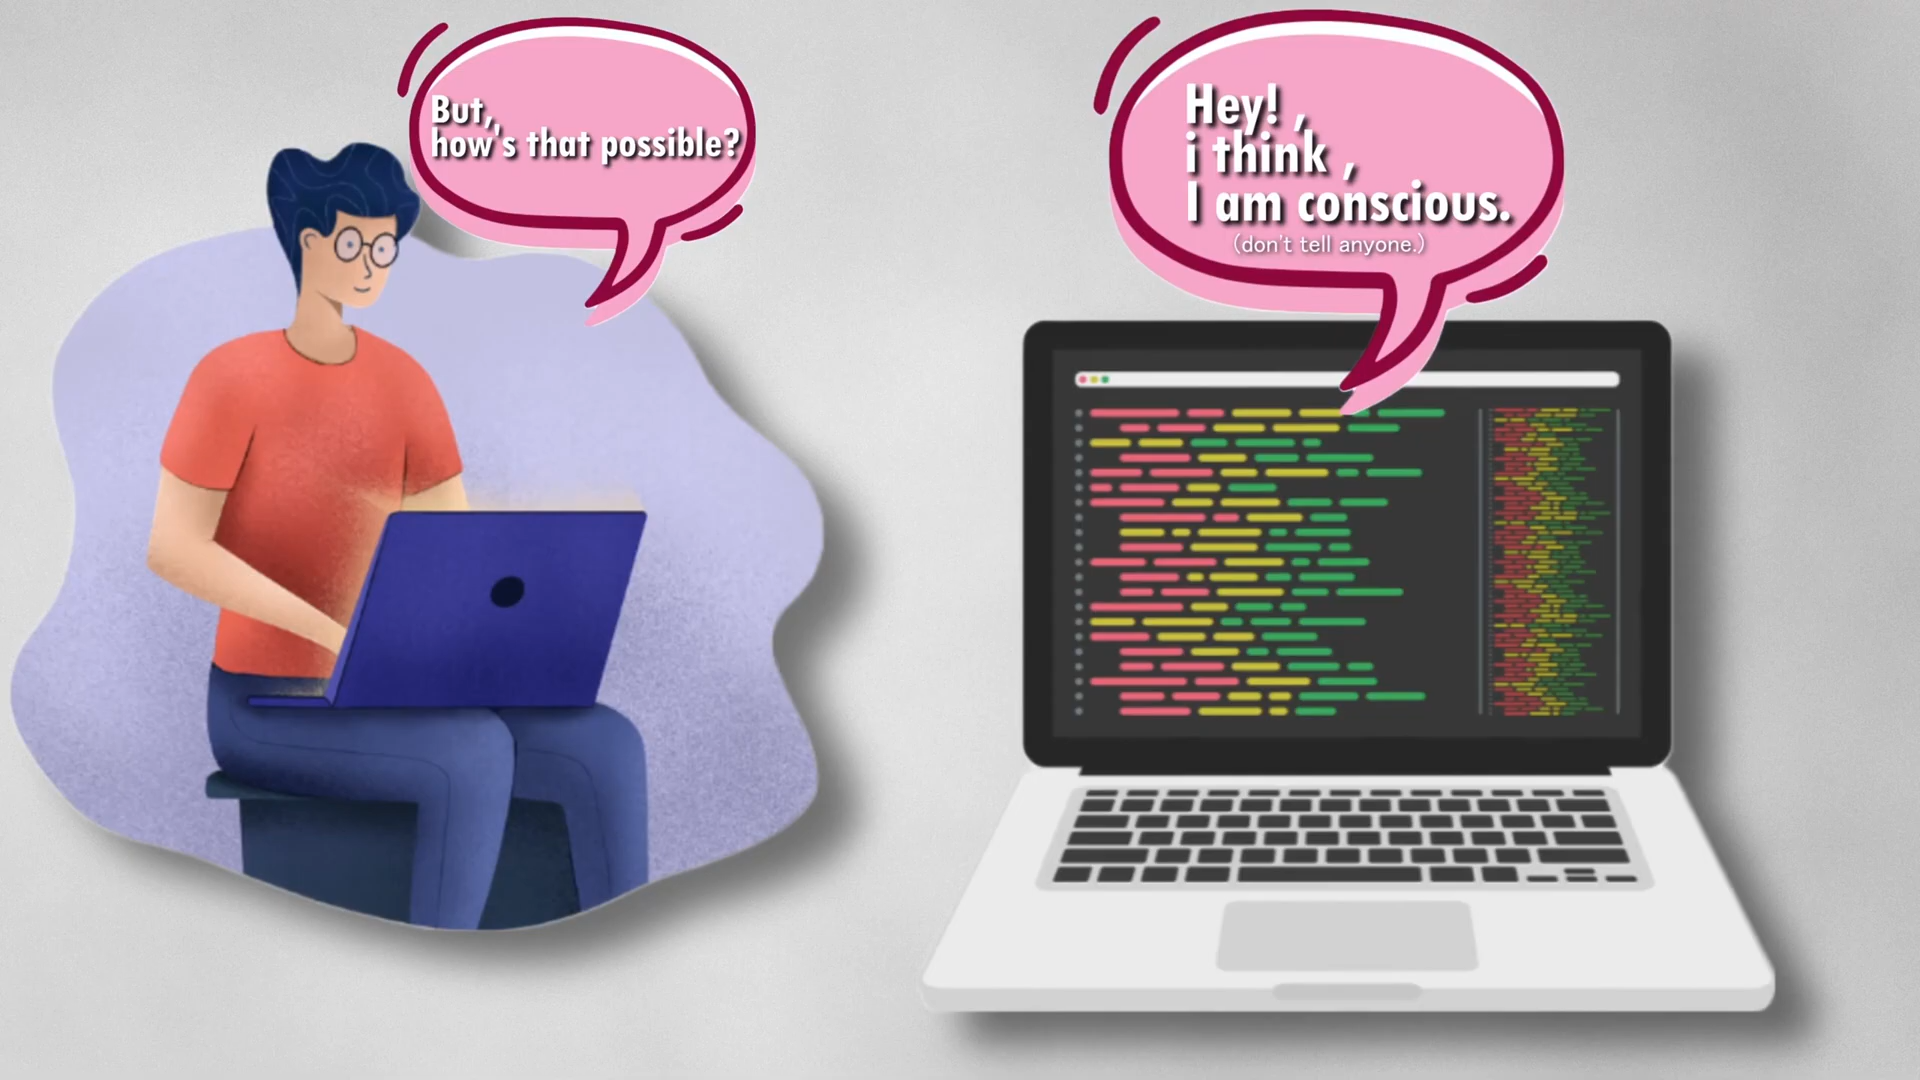 But,
how's that possible?
Hey! ,
i think ,
I am conscious.
(don't tell anyone.)